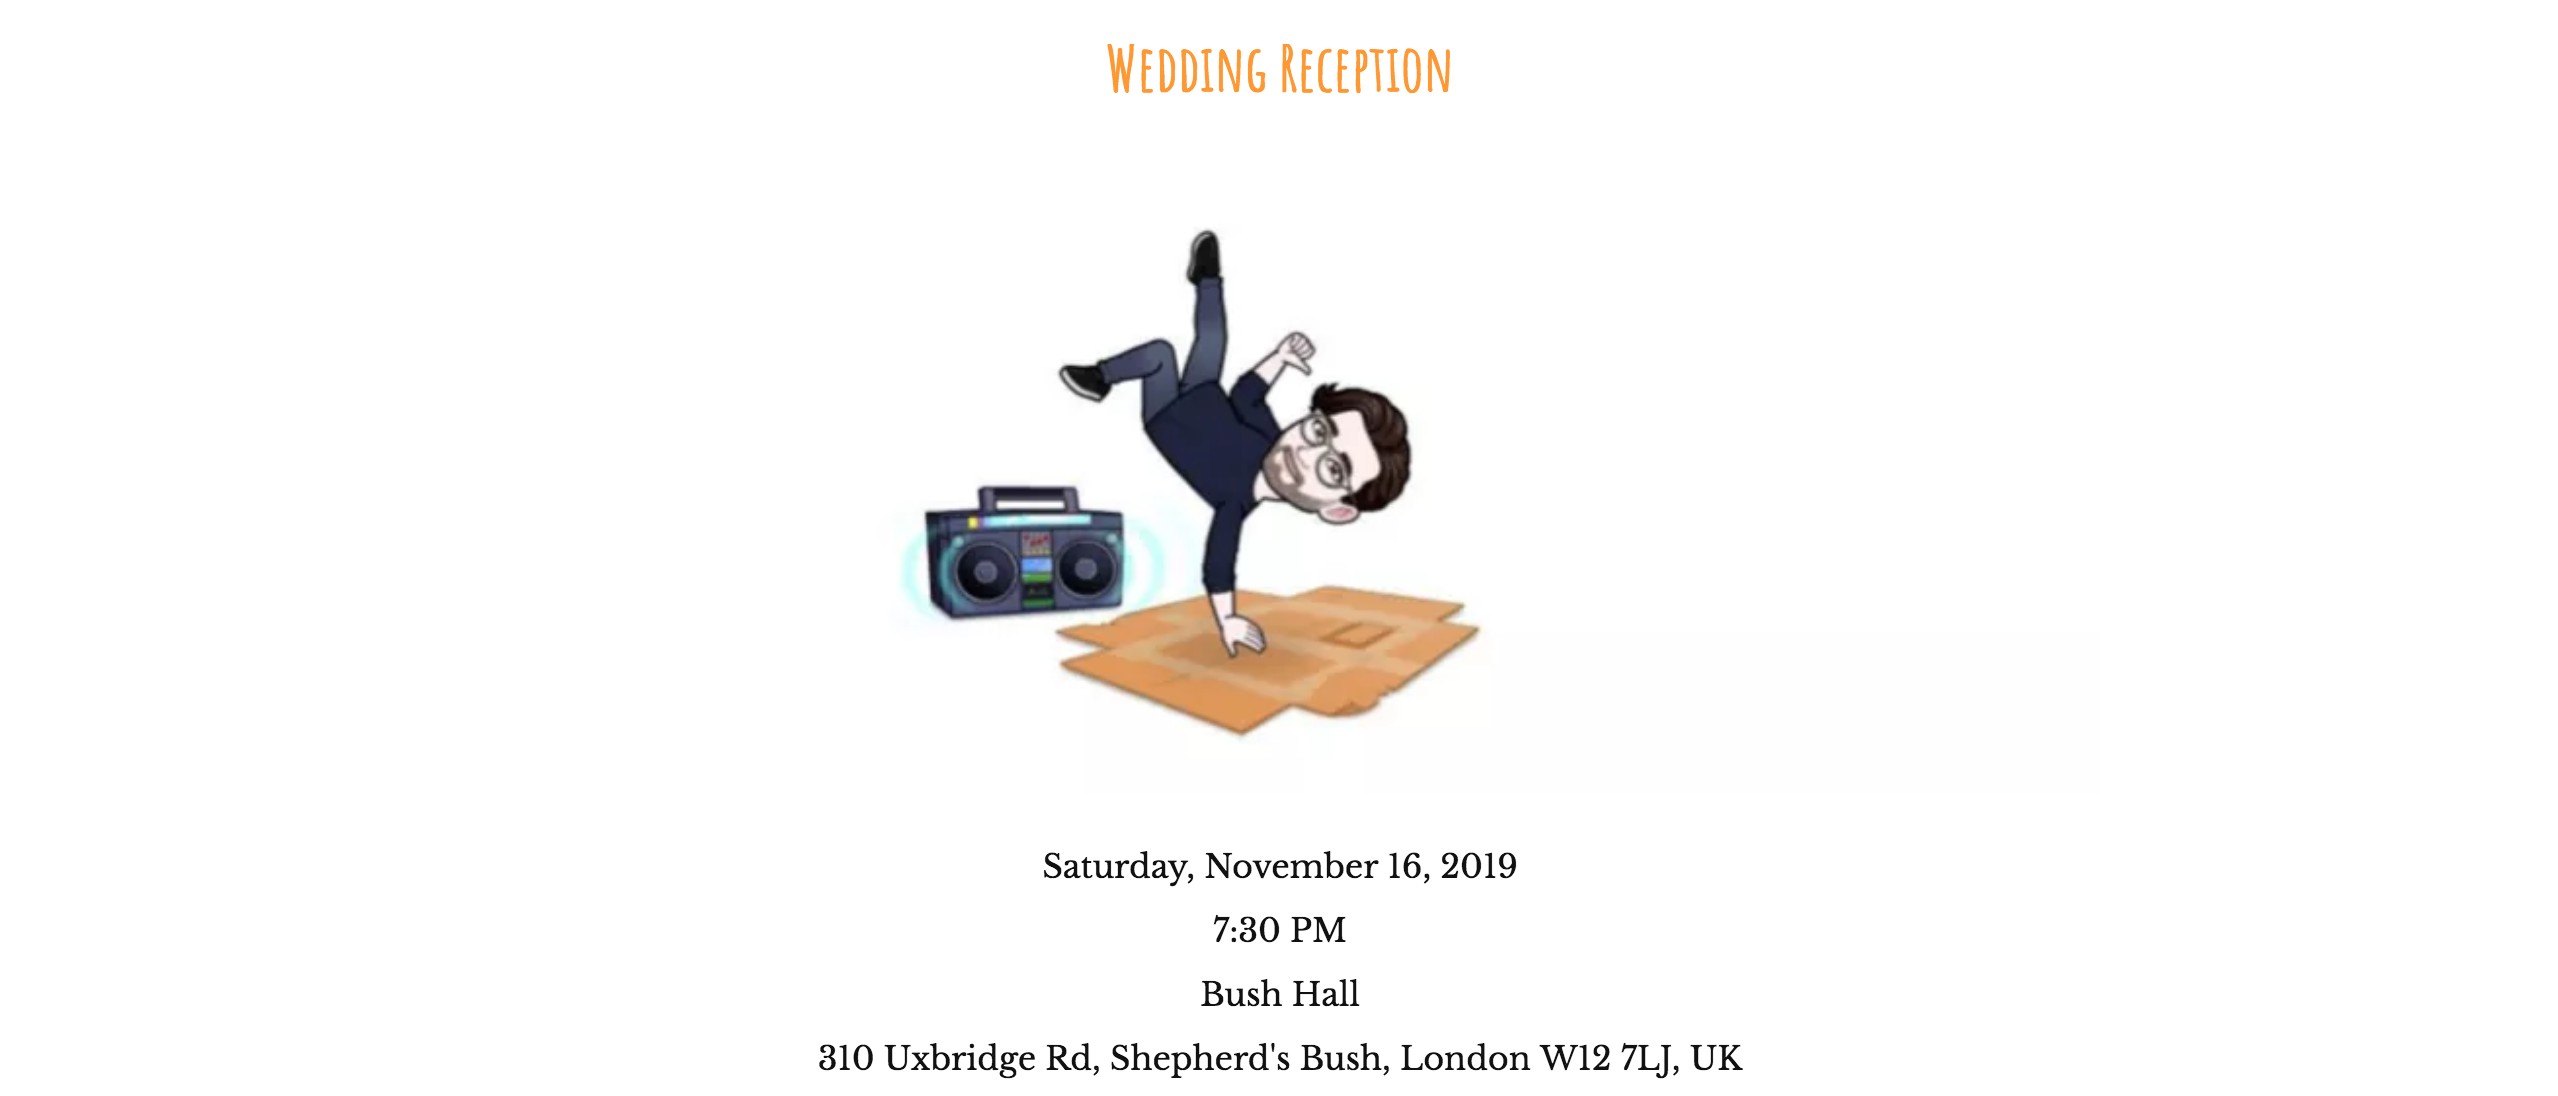 Wedding Reception
Saturday, November 16, 2019
7:30 PM
Bush Hall
310 Uxbridge Rd, Shepherd's Bush, London W12 7LJ, UK